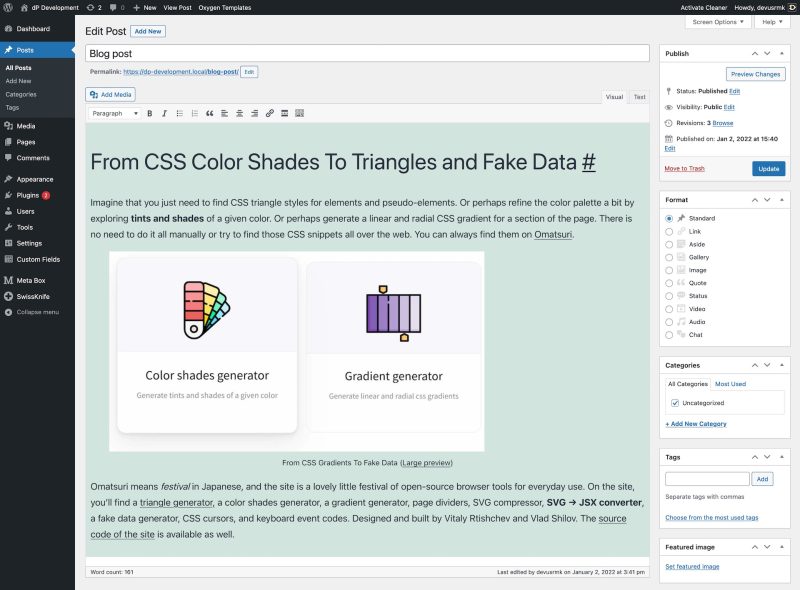 dP Development
2
0
New
View Post
Oxygen Templates
Activate Cleaner
Howdy, devusrmk
Screen Options
Help
Dashboard
Posts
All Posts
Add New
Categories
Tags
Media
Pages
Comments
Appearance
Plugins 2
Users
Tools
Settings
Custom Fields
Meta Box
SwissKnife
Collapse menu
Edit Post
Add New
Blog post
Permalink: https://dp-development.local/blog-post/ Edit
Add Media
Visual
Text
Paragraph
B
I
From CSS Color Shades To Triangles and Fake Data #
Imagine that you just need to find CSS triangle styles for elements and pseudo-elements. Or perhaps refine the color palette a bit by
exploring tints and shades of a given color. Or perhaps generate a linear and radial CSS gradient for a section of the page. There is
no need to do it all manually or try to find those CSS snippets all over the web. You can always find them on Omatsuri.
Color shades generator
Generate tints and shades of a given color
Gradient generator
Generate linear and radial css gradients
From CSS Gradients To Fake Data (Large preview)
Omatsuri means festival in Japanese, and the site is a lovely little festival of open-source browser tools for everyday use. On the site,
you'll find a triangle generator, a color shades generator, a gradient generator, page dividers, SVG compressor, SVG → JSX converter,
a fake data generator, CSS cursors, and keyboard event codes. Designed and built by Vitaly Rtishchev and Vlad Shilov. The source
code of the site is available as well.
Word count: 161
Last edited by devusrmk on January 2, 2022 at 3:41 pm
Publish
Preview Changes
Status: Published Edit
Visibility: Public Edit
Revisions: 3 Browse
Published on: Jan 2, 2022 at 15:40
Edit
Move to Trash
Update
Format
Standard
Link
Aside
Gallery
Image
Quote
Status
Video
Audio
Chat
Categories
All Categories
Most Used
Uncategorized
+ Add New Category
Tags
Add
Separate tags with commas
Choose from the most used tags
Featured image
Set featured image